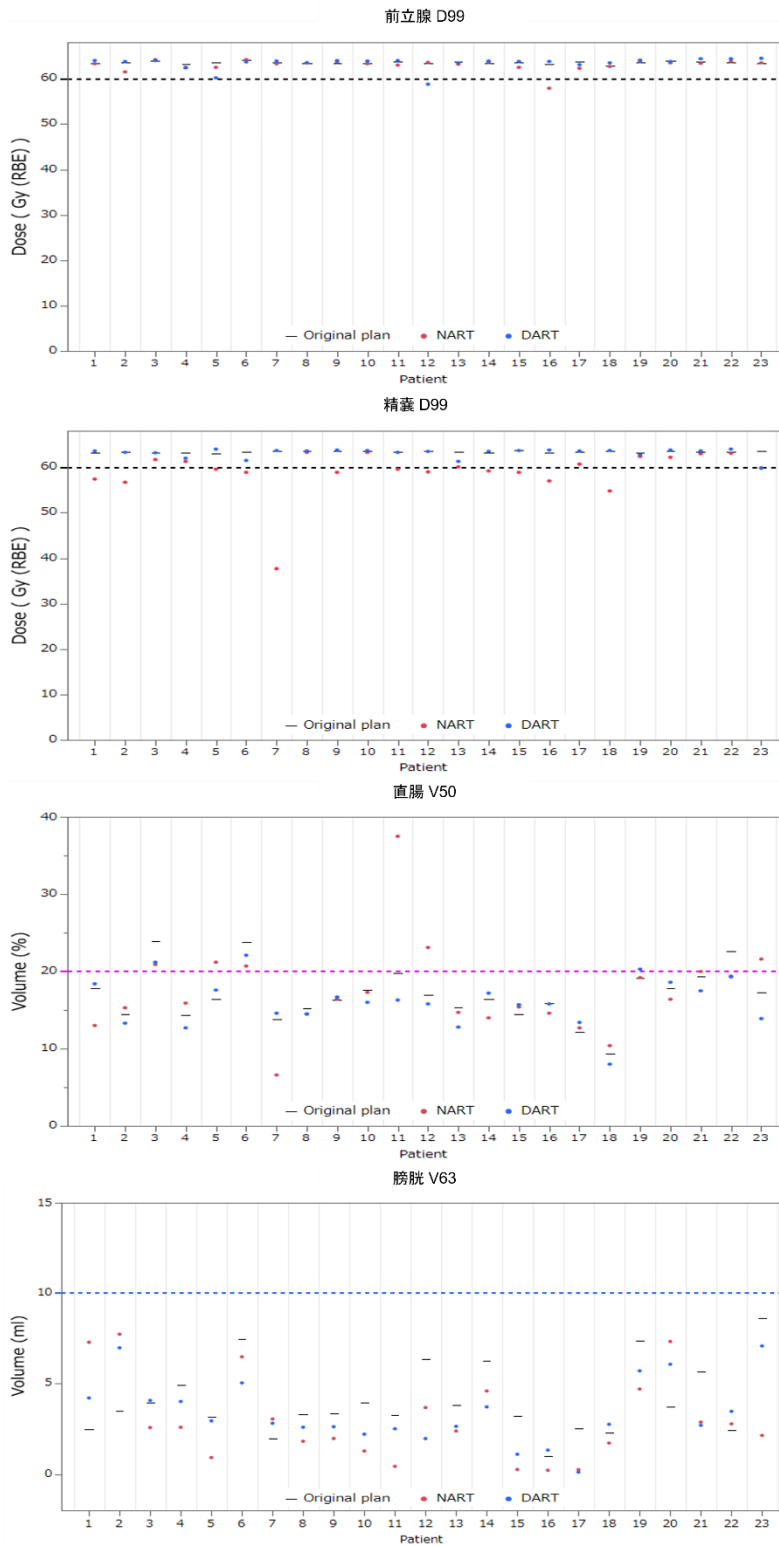 前立腺 D99
Dose ( Gy (RBE) )
60
50
40
30
20
10
0
— Original plan ● NART ● DART
1 2 3 4 5 6 7 8 9 10 11 12 13 14 15 16 17 18 19 20 21 22 23
Patient
精嚢 D99
Dose ( Gy (RBE) )
60
50
40
30
20
10
0
— Original plan ● NART ● DART
1 2 3 4 5 6 7 8 9 10 11 12 13 14 15 16 17 18 19 20 21 22 23
Patient
直腸 V50
Volume (%)
40
30
20
10
0
— Original plan ● NART ● DART
1 2 3 4 5 6 7 8 9 10 11 12 13 14 15 16 17 18 19 20 21 22 23
Patient
膀胱 V63
Volume (ml)
15
10
5
0
— Original plan ● NART ● DART
1 2 3 4 5 6 7 8 9 10 11 12 13 14 15 16 17 18 19 20 21 22 23
Patient